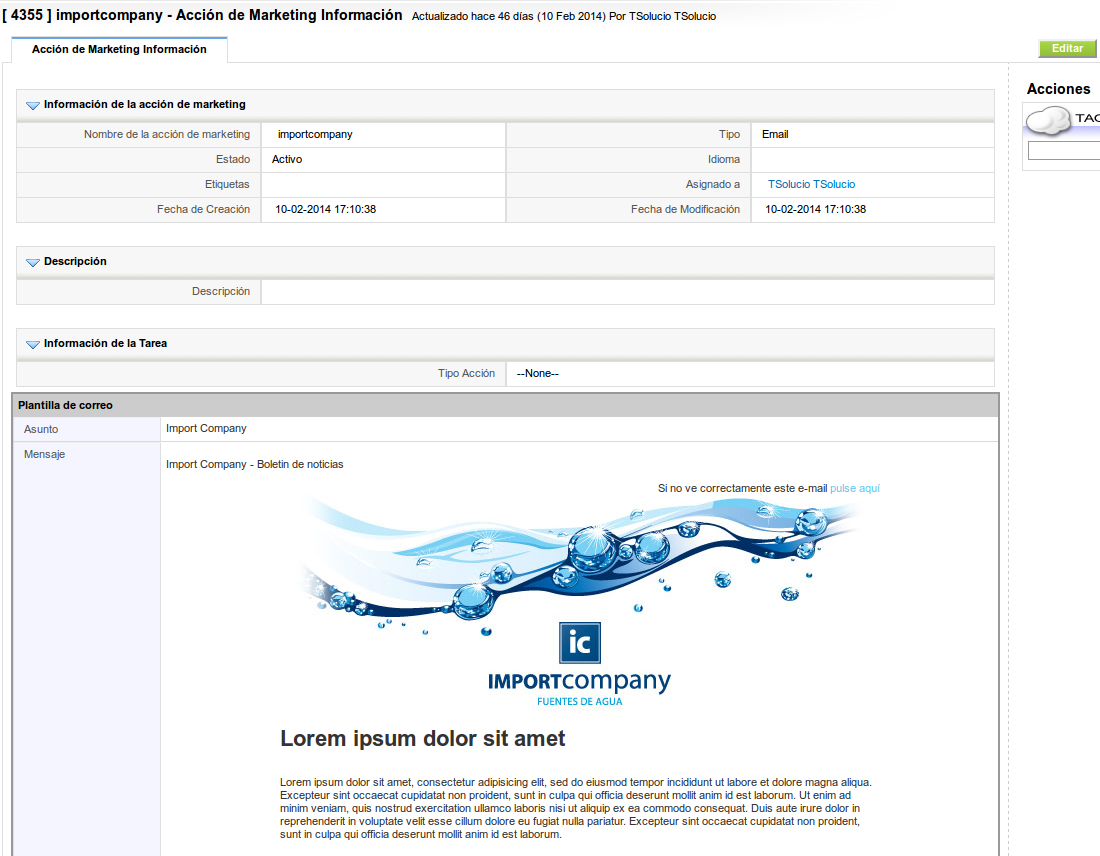 [ 4355 ] importcompany - Acción de Marketing Información Actualizado hace 46 días (10 Feb 2014) Por TSolucio TSolucio
Acción de Marketing Información
Editar
Acciones
Información de la acción de marketing
Nombre de la acción de marketing importcompany Tipo Email
Estado Activo Idioma
Etiquetas Asignado a TSolucio TSolucio
Fecha de Creación 10-02-2014 17:10:38 Fecha de Modificación 10-02-2014 17:10:38
Descripción
Descripción
Información de la Tarea
Tipo Acción --None--
Plantilla de correo
Asunto Import Company
Mensaje
Import Company - Boletin de noticias
Si no ve correctamente este e-mail pulse aquí
ic
IMPORTcompany
FUENTES DE AGUA
Lorem ipsum dolor sit amet
Lorem ipsum dolor sit amet, consectetur adipisicing elit, sed do eiusmod tempor incididunt ut labore et dolore magna aliqua.
Excepteur sint occaecat cupidatat non proident, sunt in culpa qui officia deserunt mollit anim id est laborum. Ut enim ad
minim veniam, quis nostrud exercitation ullamco laboris nisi ut aliquip ex ea commodo consequat. Duis aute irure dolor in
reprehenderit in voluptate velit esse cillum dolore eu fugiat nulla pariatur. Excepteur sint occaecat cupidatat non proident,
sunt in culpa qui officia deserunt mollit anim id est laborum.